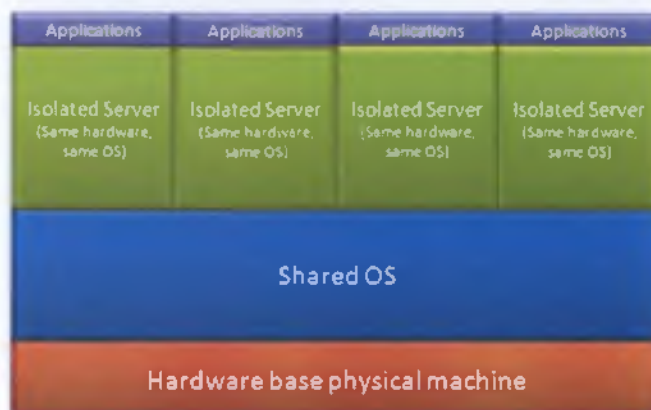 Applications Applications Applications Applications
Isolated Server Isolated Server Isolated Server Isolated Server
(Same hardware, (Same hardware, (Same hardware, (Same hardware,
same OS) same OS) same OS) same OS)
Shared OS
Hardware base physical machine